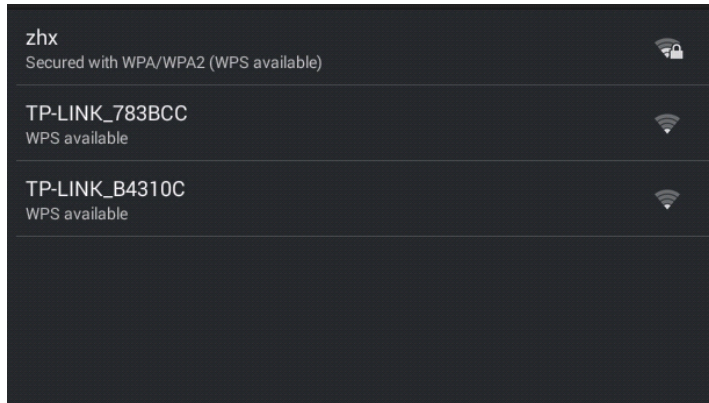 zhx
Secured with WPA/WPA2 (WPS available)
TP-LINK_783BCC
WPS available
TP-LINK_B4310C
WPS available